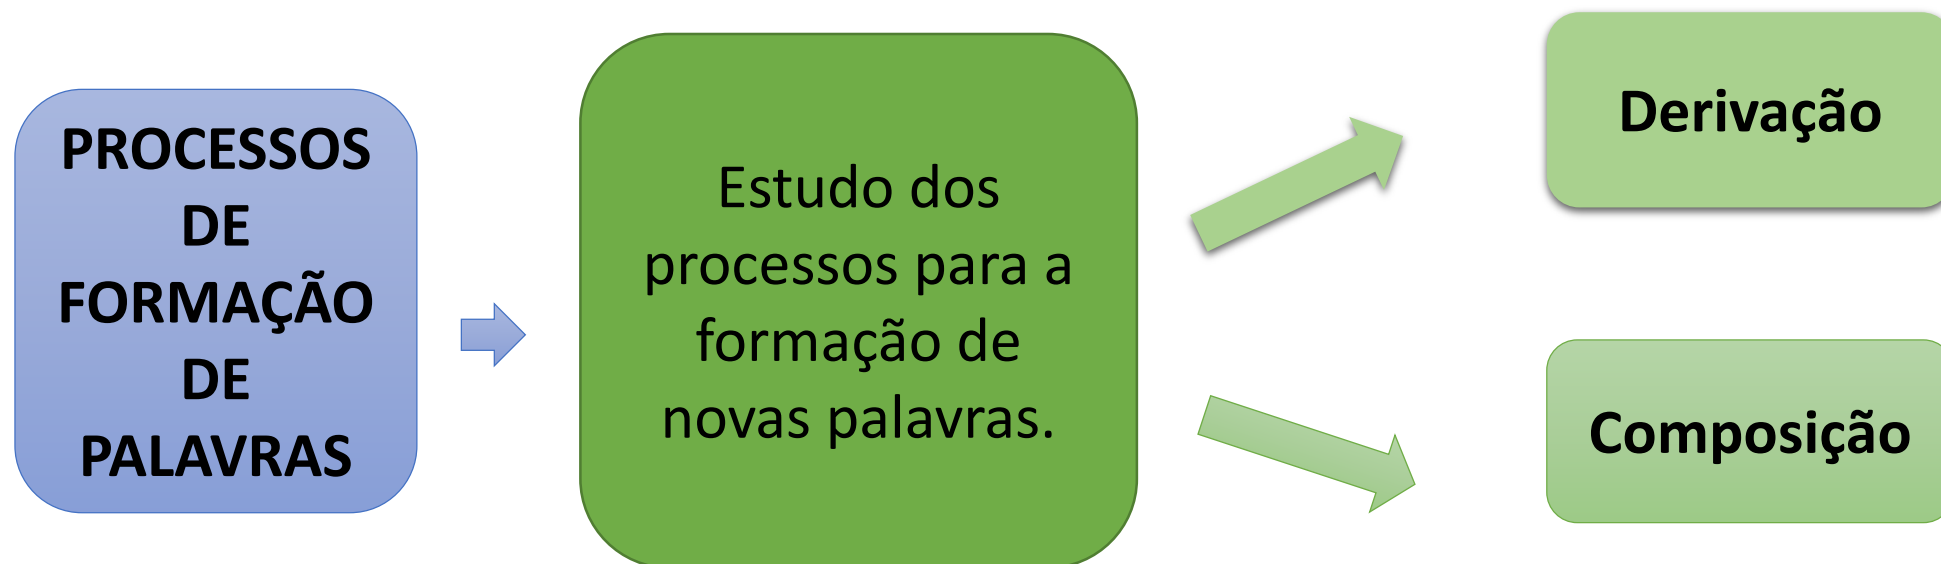 PROCESSOS
DE
FORMAÇÃO
DE
PALAVRAS
Estudo dos
processos para a
formação de
novas palavras.
Derivação
Composição